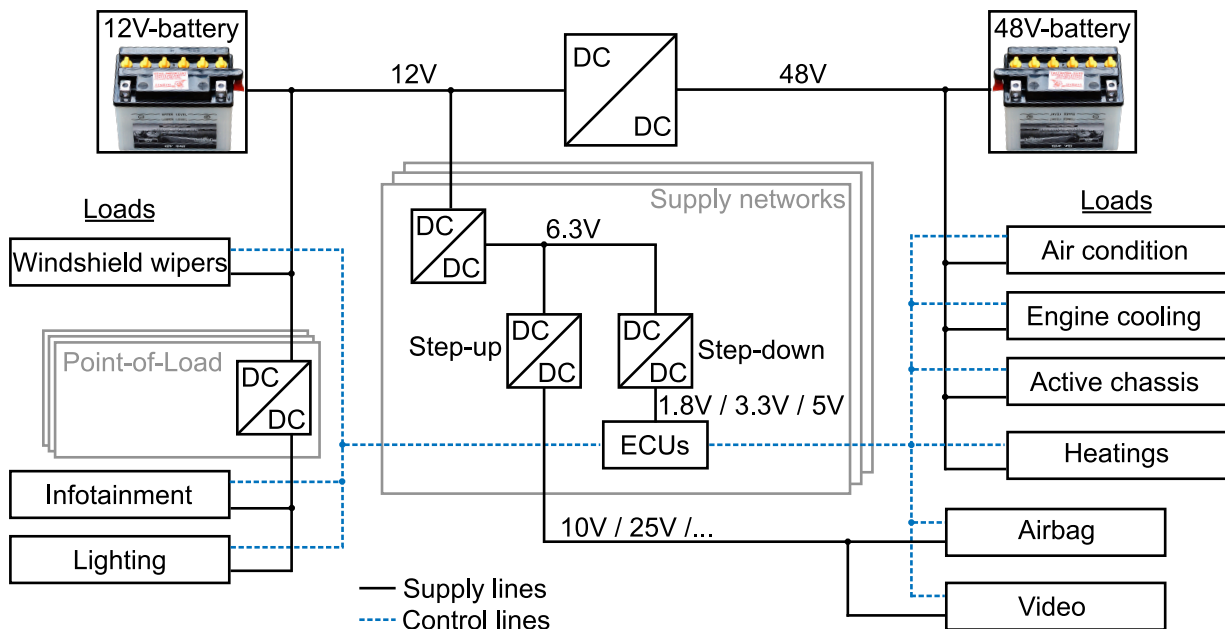 12V-battery
48V-battery
12V
48V
DC
DC
Supply networks
Loads
Loads
DC
DC
6.3V
Windshield wipers
Air condition
Engine cooling
Point-of-Load
Step-up
DC
DC
DC
DC
Step-down
DC
DC
Active chassis
1.8V / 3.3V / 5V
ECUs
Heatings
Infotainment
10V / 25V /...
Airbag
Lighting
Supply lines
Control lines
Video